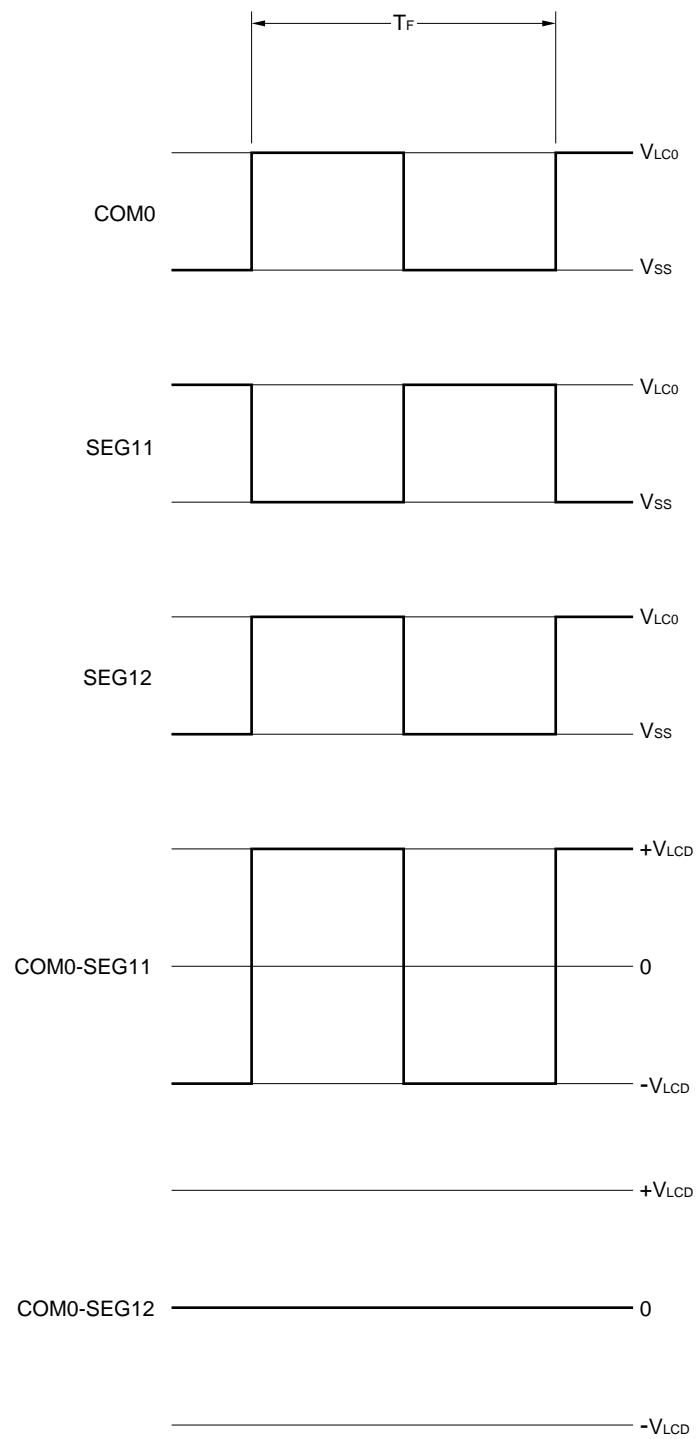 TF
COM0
VLC0
VSS
SEG11
VLC0
VSS
SEG12
VLC0
VSS
COM0-SEG11
+VLCD
0
-VLCD
COM0-SEG12
+VLCD
0
-VLCD